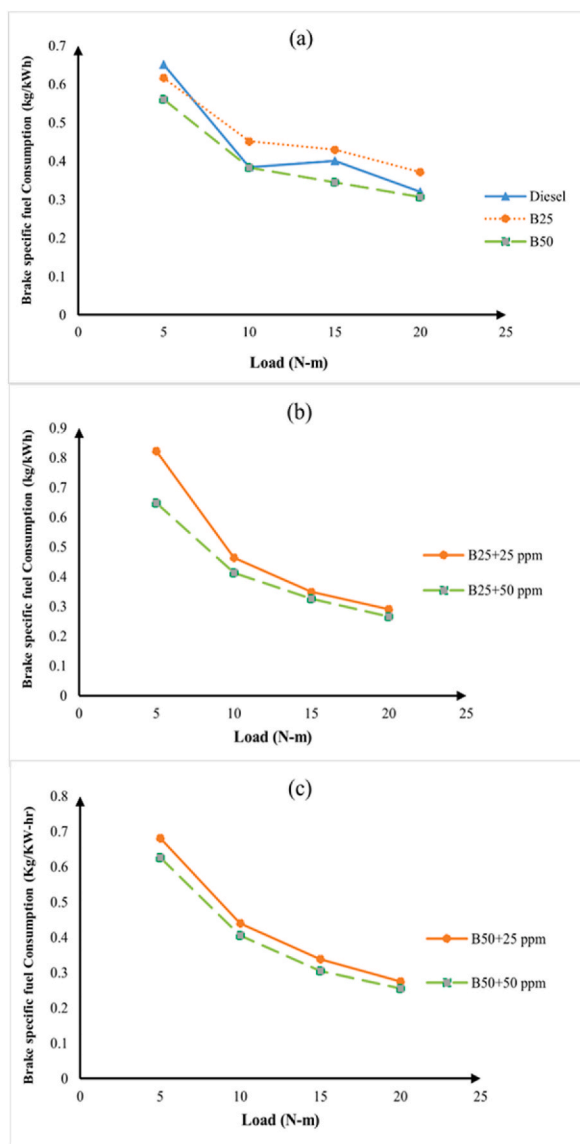 (a)
Brake specific fuel Consumption (kg/kWh)
0.7
0.6
0.5
0.4
0.3
0.2
0.1
0
0 5 10 15 20 25
Load (N-m)
Diesel
B25
B50
(b)
Brake specific fuel Consumption (kg/kWh)
0.9
0.8
0.7
0.6
0.5
0.4
0.3
0.2
0.1
0
0 5 10 15 20 25
Load (N-m)
B25+25 ppm
B25+50 ppm
(c)
Brake specific fuel Consumption (Kg/KW-hr)
0.8
0.7
0.6
0.5
0.4
0.3
0.2
0.1
0
0 5 10 15 20 25
Load (N-m)
B50+25 ppm
B50+50 ppm